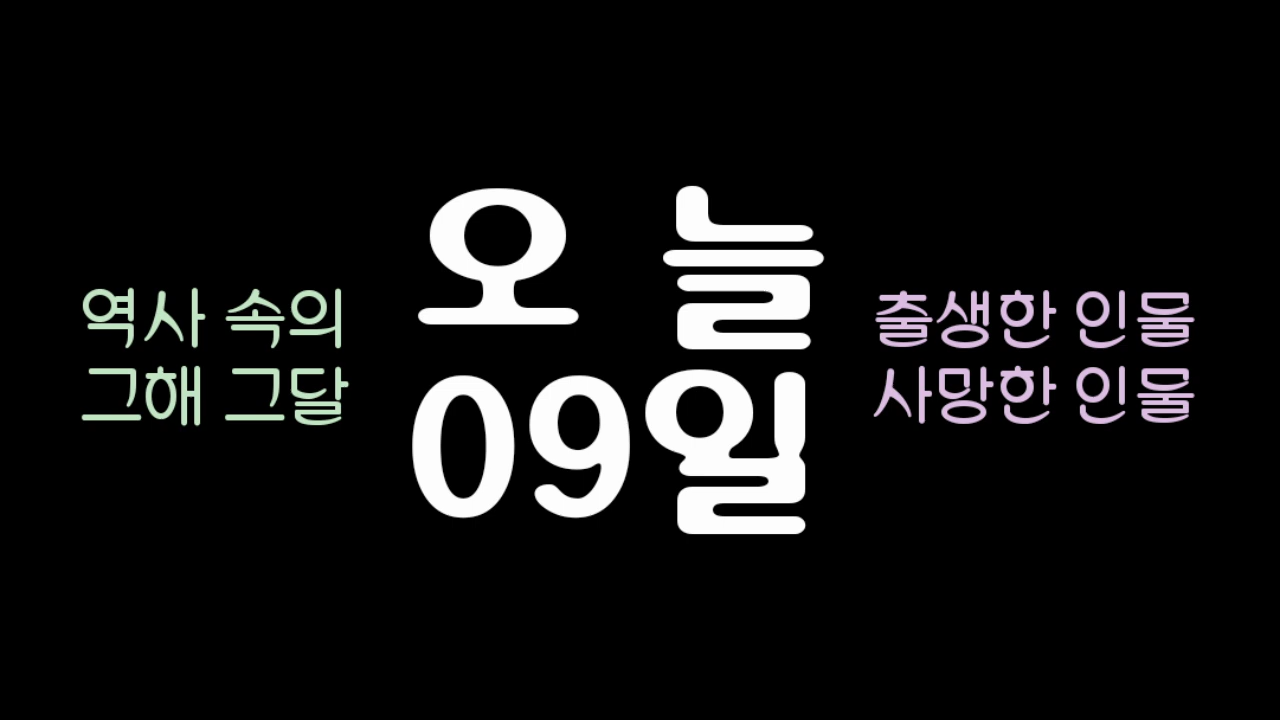 역사 속의
그해 그달
오 늘
09일
출생한 인물
사망한 인물